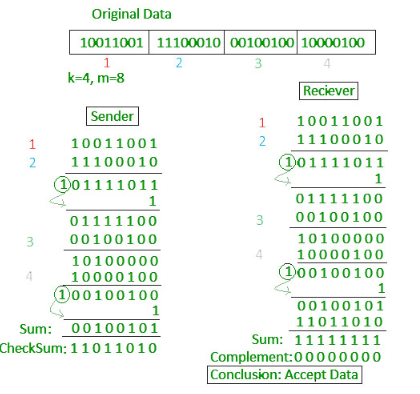 Original Data
10011001 11100010 00100100 10000100
1 2 3 4
k=4, m=8
Sender
1 10011001
2 11100010
1 01111011
1
01111100
3 00100100
10100000
4 10000100
1 00100100
1
Sum: 00100101
CheckSum: 11011010
Reciever
1 10011001
2 11100010
1 01111011
1
01111100
3 00100100
10100000
4 10000100
1 00100100
1
00100101
11011010
Sum: 11111111
Complement: 00000000
Conclusion: Accept Data